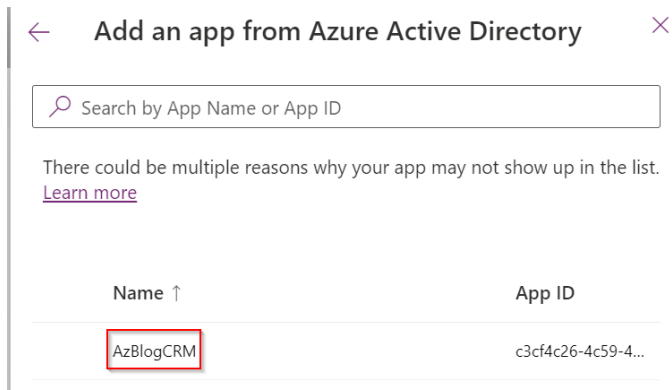 ← Add an app from Azure Active Directory ×
Search by App Name or App ID
There could be multiple reasons why your app may not show up in the list.
Learn more
Name ↑ App ID
AzBlogCRM c3cf4c26-4c59-4...